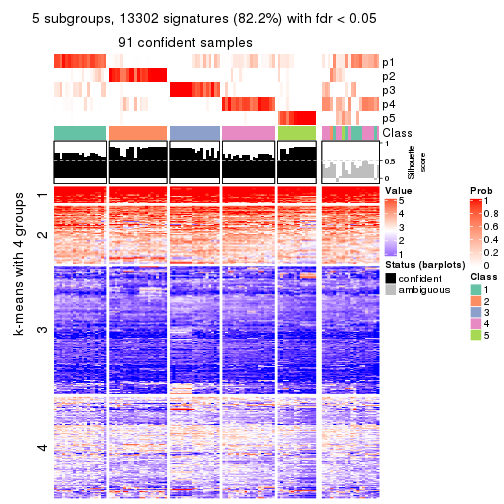 5 subgroups, 13302 signatures (82.2%) with fdr < 0.05
91 confident samples
p1
p2
p3
p4
p5
Class
1
0.5
0
Silhouette
score
k-means with 4 groups
1
2
3
4
Value
5
4
3
2
1
Status (barplots)
confident
ambiguous
Prob
1
0.8
0.6
0.4
0.2
0
Class
1
2
3
4
5